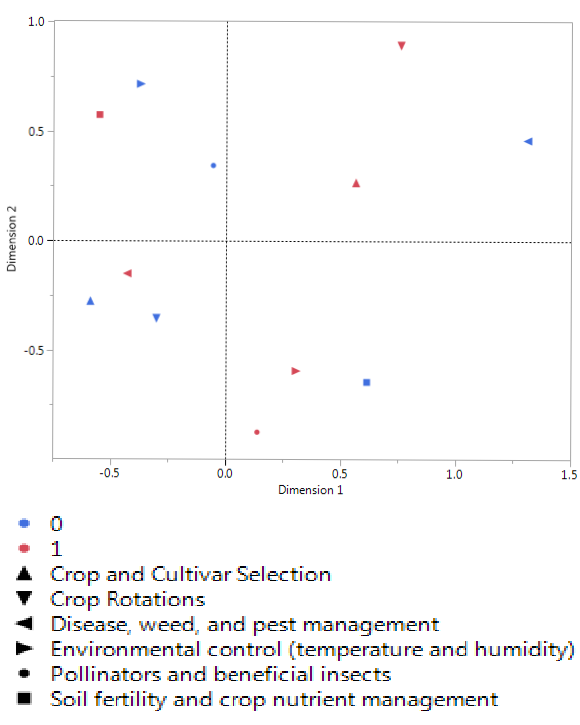 1.0
0.5
0.0
-0.5
Dimension 2
-0.5
0.0
0.5
1.0
1.5
Dimension 1
0
1
Crop and Cultivar Selection
Crop Rotations
Disease, weed, and pest management
Environmental control (temperature and humidity)
Pollinators and beneficial insects
Soil fertility and crop nutrient management